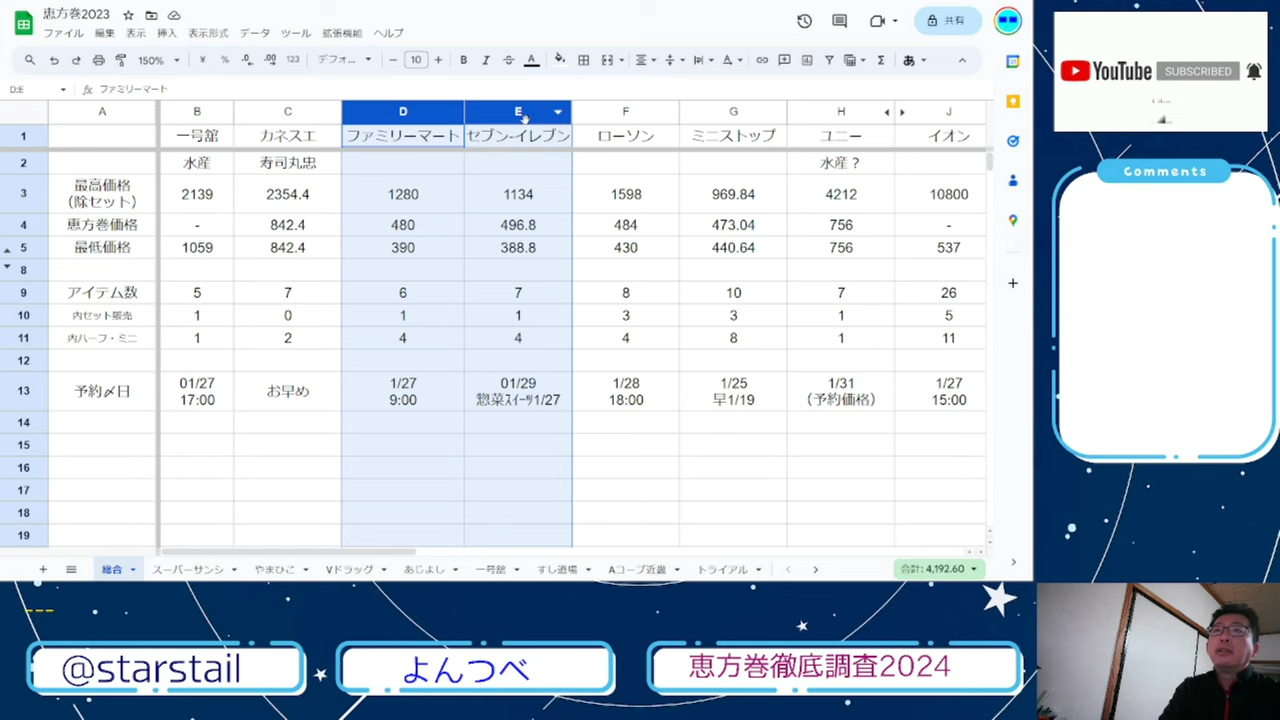 恵方巻2023
ファイル 編集 表示 挿入 表示形式 データ ツール 拡張機能 ヘルプ
共有
150% ¥ % .0 .00 123 デフォ... 10 B I S A あ
D:E fx ファミリーマート
A B C D E F G H J
1 一号舘 カネスエ ファミリーマート セブン-イレブン ローソン ミニストップ ユニー イオン
2 水産 寿司丸忠 水産？
3 最高価格 2139 2354.4 1280 1134 1598 969.84 4212 10800
（除セット）
4 恵方巻価格 - 842.4 480 496.8 484 473.04 756 -
5 最低価格 1059 842.4 390 388.8 430 440.64 756 537
8
9 アイテム数 5 7 6 7 8 10 7 26
10 内セット販売 1 0 1 1 3 3 1 5
11 内ハーフ・ミニ 1 2 4 4 4 8 1 11
12
13 予約〆日 01/27 お早め 1/27 01/29 1/28 1/25 1/31 1/27
17:00 9:00 惣菜ｽｲｰﾂ1/27 18:00 早1/19 （予約価格） 15:00
14
15
16
17
18
19
総合 スーパーサンシ やまひこ Vドラッグ あじよし 一号舘 すし道場 Aコープ近畿 トライアル 合計: 4,192.60
YouTube SUBSCRIBED
Comments
@starstail
よんつべ
恵方巻徹底調査2024